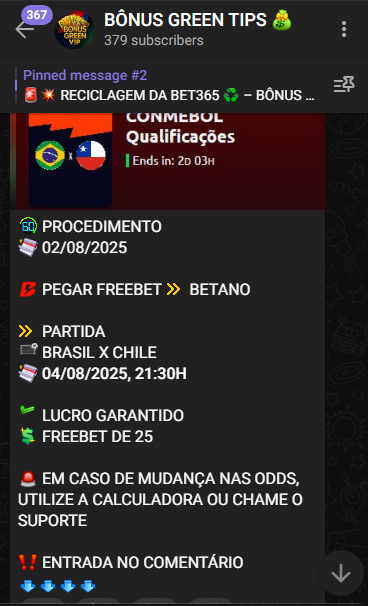 367
BÔNUS GREEN TIPS
379 subscribers
Pinned message #2
RECICLAGEM DA BET365 – BÔNUS ...
CONMEBOL
Qualificações
X
Ends in: 2D 03H
PROCEDIMENTO
02/08/2025
PEGAR FREEBET BETANO
PARTIDA
BRASIL X CHILE
04/08/2025, 21:30H
LUCRO GARANTIDO
FREEBET DE 25
EM CASO DE MUDANÇA NAS ODDS,
UTILIZE A CALCULADORA OU CHAME O
SUPORTE
ENTRADA NO COMENTÁRIO